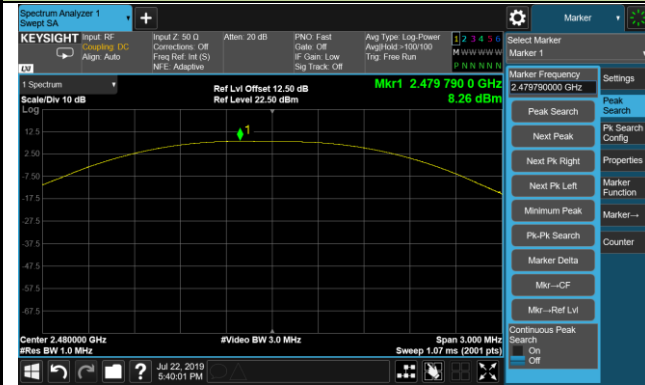 Spectrum Analyzer 1
Swept SA
Marker
KEYSIGHT Input: RF Input Z: 50 Ω Atten: 20 dB PNO: Fast Avg Type: Log-Power 1 2 3 4 5 6
Coupling: DC Corrections: Off Gate: Off Avg|Hold:>100/100 M W W W W W
Align: Auto Freq Ref: Int (S) IF Gain: Low Trig: Free Run
NFE: Adaptive Sig Track: Off P N N N N N
LXI
Select Marker
Marker 1
1 Spectrum
Ref Lvl Offset 12.50 dB
Mkr1 2.479 790 0 GHz
Scale/Div 10 dB
Ref Level 22.50 dBm
8.26 dBm
Log
1
12.5
2.50
-7.50
-17.5
-27.5
-37.5
-47.5
-57.5
-67.5
Center 2.480000 GHz #Video BW 3.0 MHz Span 3.000 MHz
#Res BW 1.0 MHz Sweep 1.07 ms (2001 pts)
Marker Frequency
2.479790000 GHz
Peak Search
Next Peak
Next Pk Right
Next Pk Left
Minimum Peak
Pk-Pk Search
Marker Delta
Mkr→CF
Mkr→Ref Lvl
Continuous Peak
Search
On
Off
Settings
Peak
Search
Pk Search
Config
Properties
Marker
Function
Marker→
Counter
?
Jul 22, 2019
5:40:01 PM